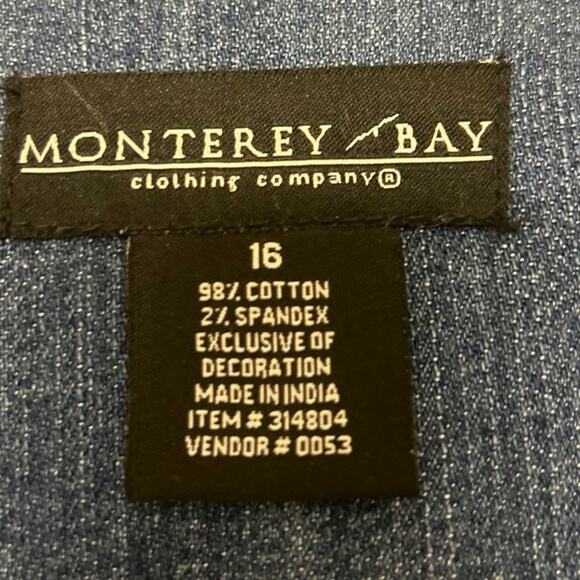 MONTEREY BAY
clothing company®
16
98% COTTON
2% SPANDEX
EXCLUSIVE OF
DECORATION
MADE IN INDIA
ITEM # 314804
VENDOR # 0053